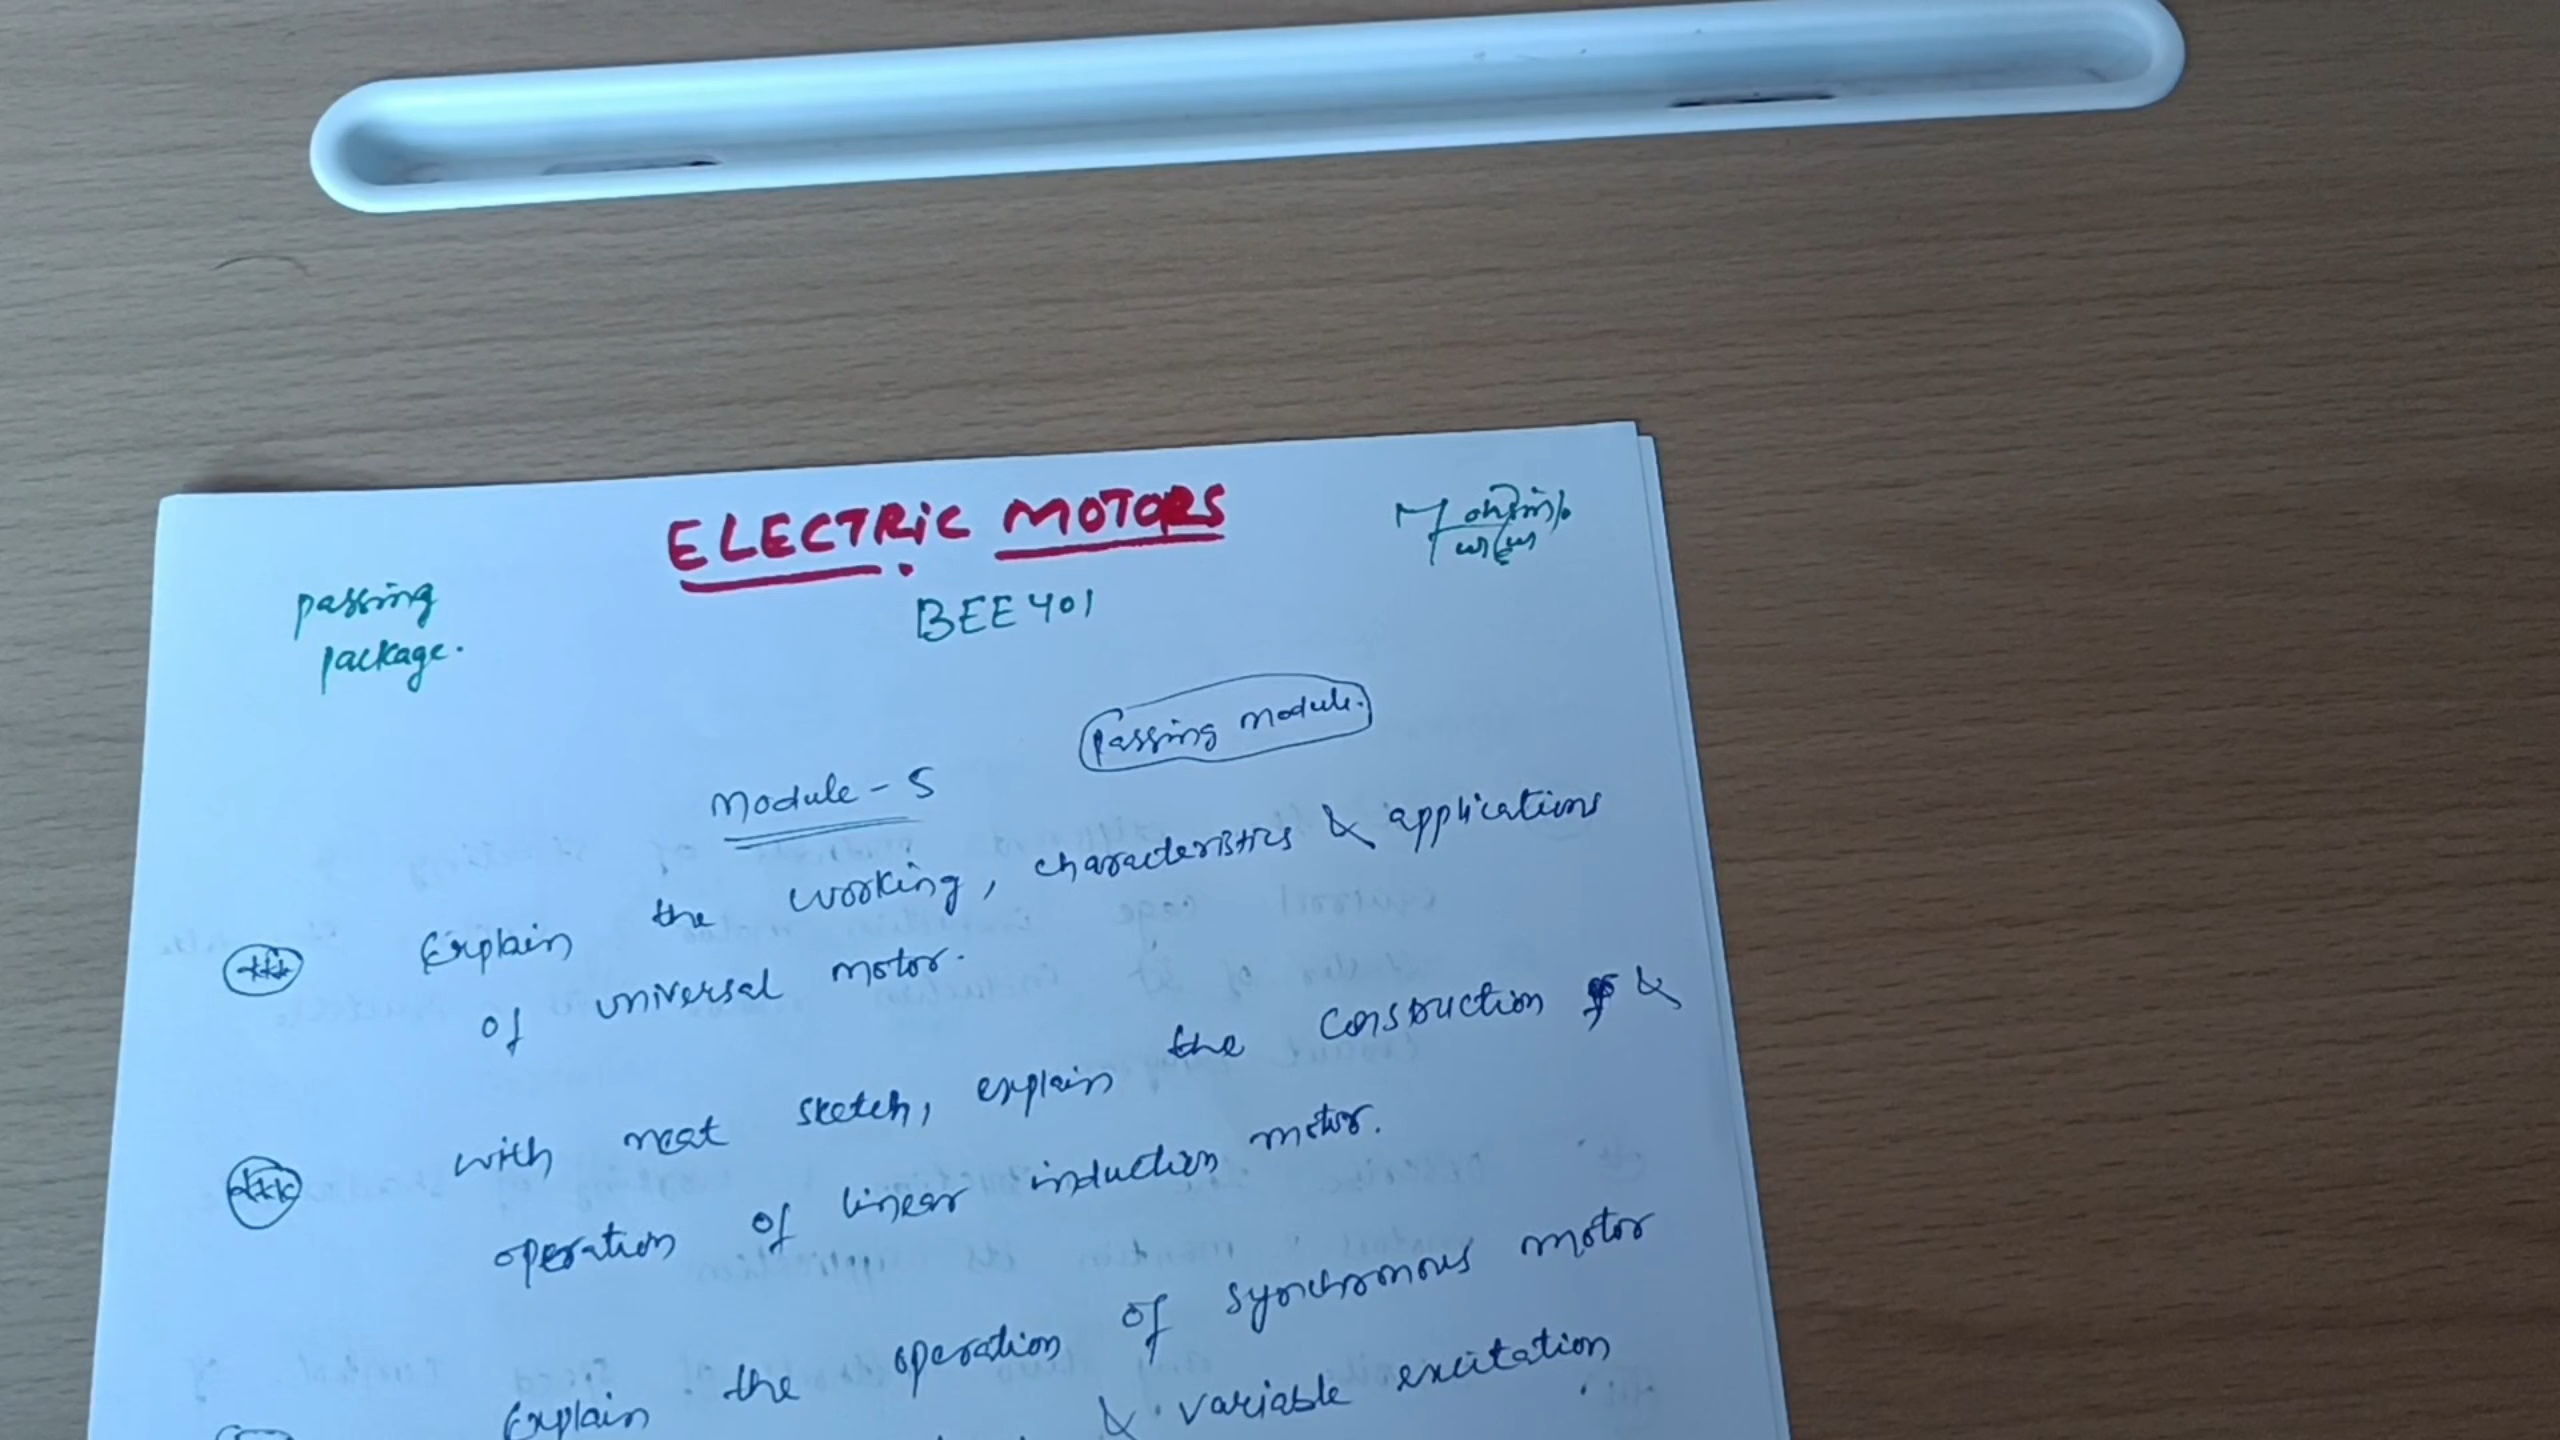 ELECTRiC MOTORS
passing
package.
BEE401
passing module.
Module - 5
Explain the working, characteristics & applications
of universal motor.
with neat sketch, explain the construction &
operation of linear induction motor.
Explain the operation of synchronous motor
& variable excitation